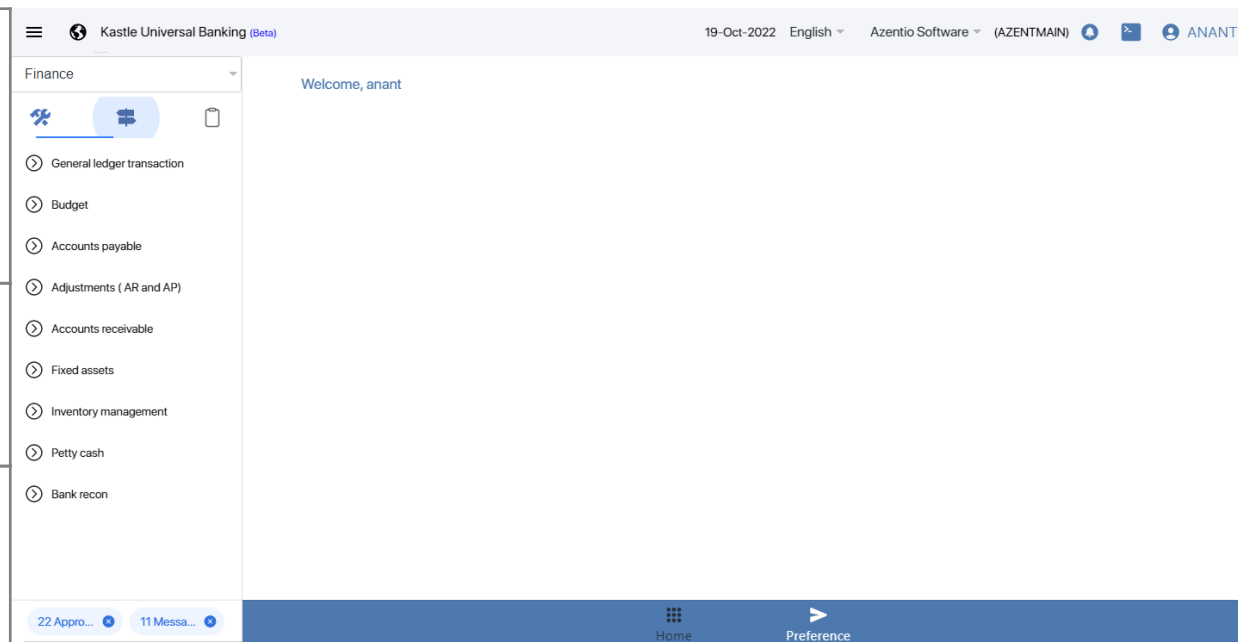 Kastle Universal Banking (Beta)
19-Oct-2022 English Azentio Software (AZENTMAIN) ANANT
Finance
Welcome, anant
General ledger transaction
Budget
Accounts payable
Adjustments ( AR and AP)
Accounts receivable
Fixed assets
Inventory management
Petty cash
Bank recon
22 Appro... 11 Messa...
Home Preference